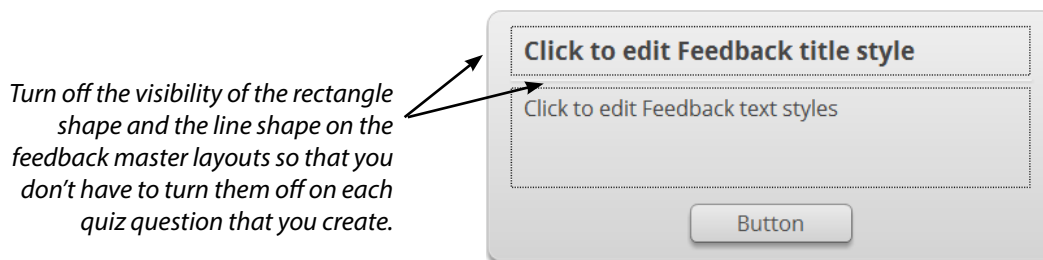 Turn off the visibility of the rectangle
shape and the line shape on the
feedback master layouts so that you
don’t have to turn them off on each
quiz question that you create.
Click to edit Feedback title style
Click to edit Feedback text styles
Button